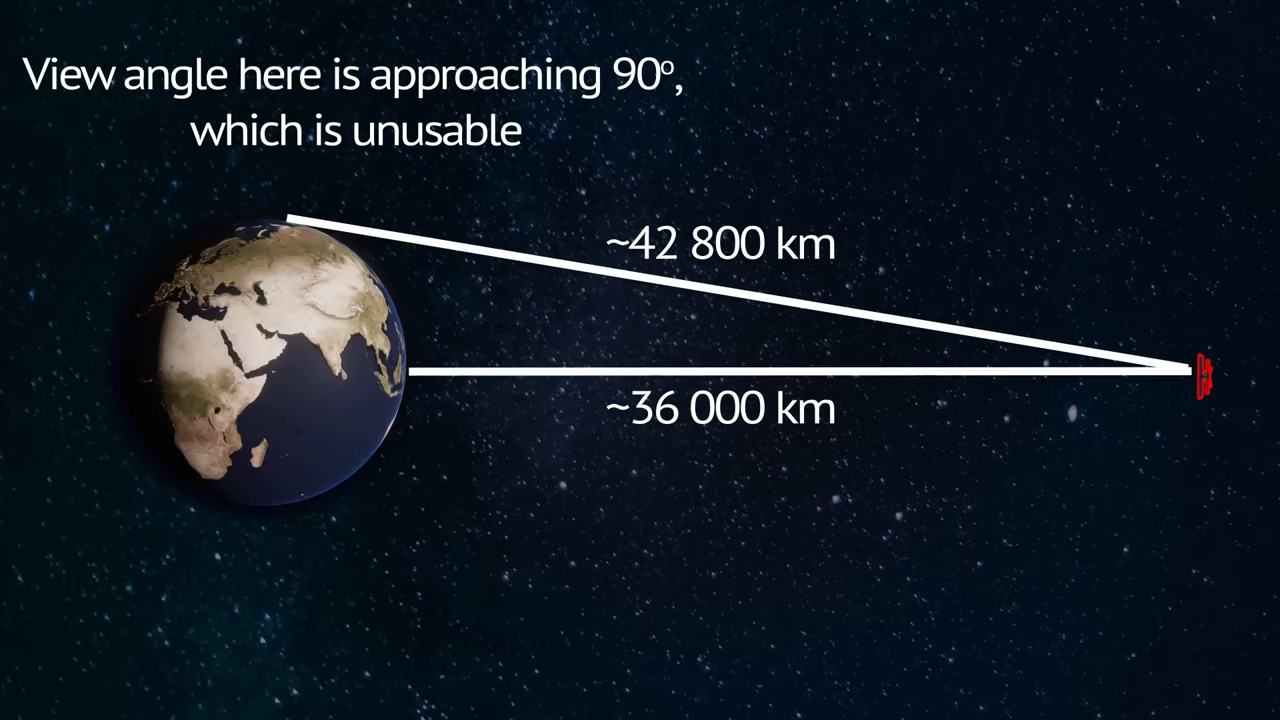 View angle here is approaching 90º,
which is unusable
~42 800 km
~36 000 km